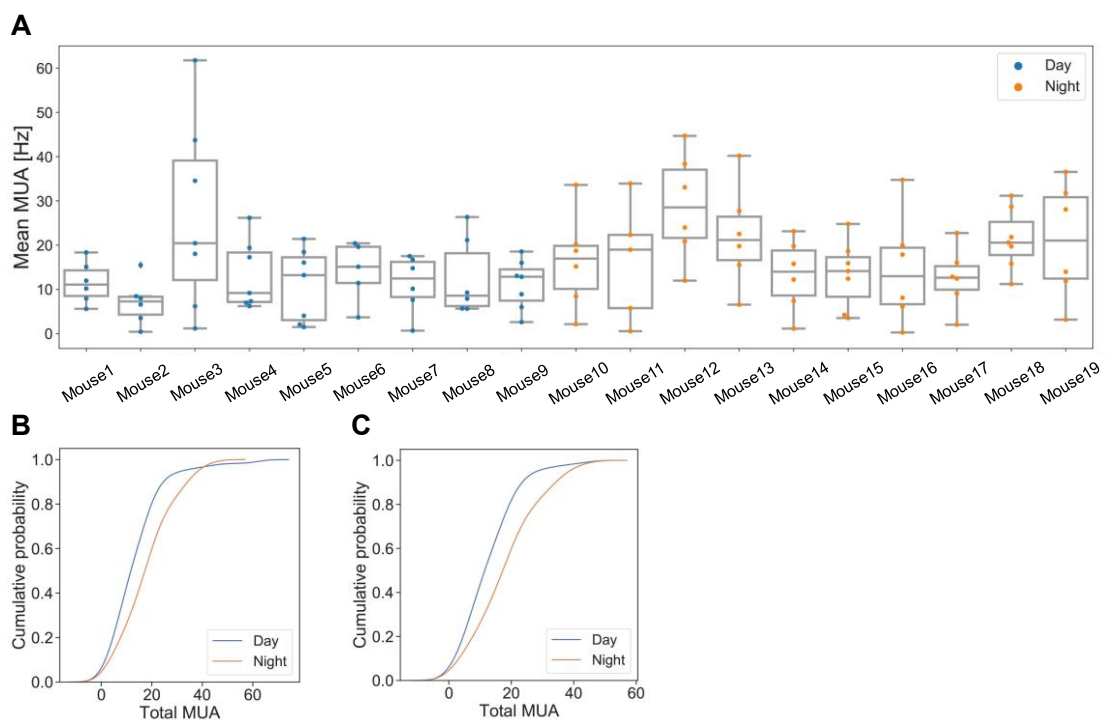 A
Mean MUA [Hz]
60
50
40
30
20
10
0
Day
Night
Mouse1
Mouse2
Mouse3
Mouse4
Mouse5
Mouse6
Mouse7
Mouse8
Mouse9
Mouse10
Mouse11
Mouse12
Mouse13
Mouse14
Mouse15
Mouse16
Mouse17
Mouse18
Mouse19
B
Cumulative probability
1.0
0.8
0.6
0.4
0.2
0.0
Day
Night
0 20 40 60
Total MUA
C
Cumulative probability
1.0
0.8
0.6
0.4
0.2
0.0
Day
Night
0 20 40 60
Total MUA